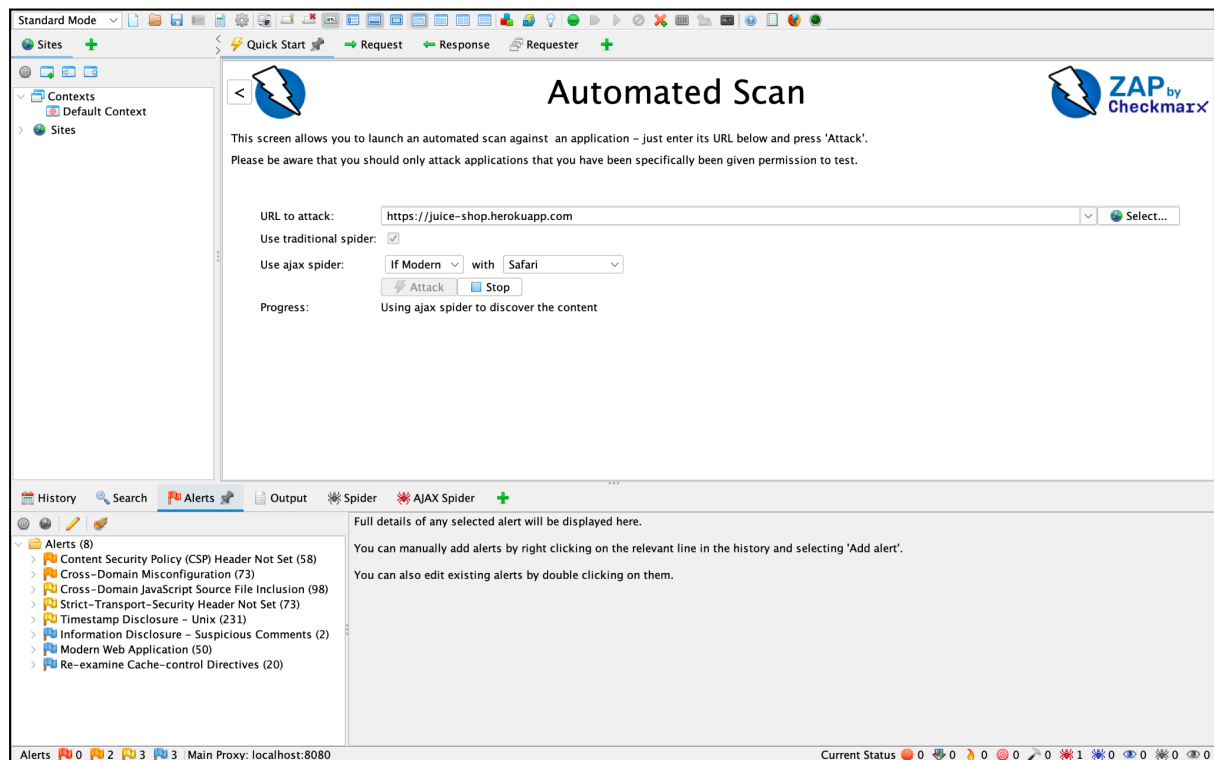 Standard Mode
Sites
Quick Start
Request
Response
Requester
Contexts
Default Context
Sites
<
Automated Scan
ZAP by
Checkmarx
This screen allows you to launch an automated scan against an application – just enter its URL below and press 'Attack'.
Please be aware that you should only attack applications that you have been specifically been given permission to test.
URL to attack:
https://juice-shop.herokuapp.com
Select...
Use traditional spider:
Use ajax spider:
If Modern
with
Safari
Attack
Stop
Progress:
Using ajax spider to discover the content
History
Search
Alerts
Output
Spider
AJAX Spider
Alerts (8)
Content Security Policy (CSP) Header Not Set (58)
Cross-Domain Misconfiguration (73)
Cross-Domain JavaScript Source File Inclusion (98)
Strict-Transport-Security Header Not Set (73)
Timestamp Disclosure – Unix (231)
Information Disclosure – Suspicious Comments (2)
Modern Web Application (50)
Re-examine Cache-control Directives (20)
Full details of any selected alert will be displayed here.
You can manually add alerts by right clicking on the relevant line in the history and selecting 'Add alert'.
You can also edit existing alerts by double clicking on them.
Alerts 0 2 3 3 Main Proxy: localhost:8080
Current Status 0 0 0 0 0 1 0 0 0 0